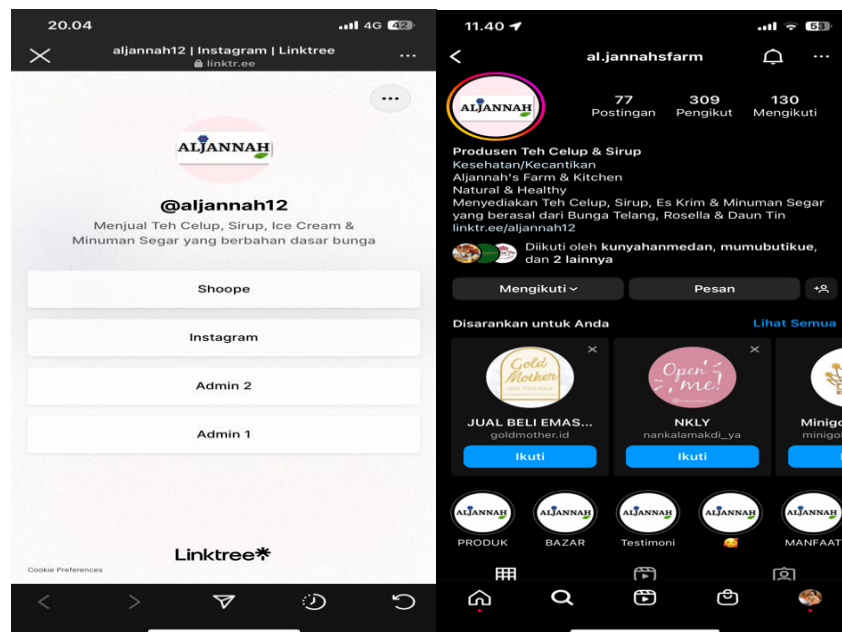 20.04
4G 42
aljannah12 | Instagram | Linktree
linktr.ee
ALJANNAH
@aljannah12
Menjual Teh Celup, Sirup, Ice Cream &
Minuman Segar yang berbahan dasar bunga
Shoope
Instagram
Admin 2
Admin 1
Linktree
Cookie Preferences
11.40
53
al.jannahsfarm
ALJANNAH
77 309 130
Postingan Pengikut Mengikuti
Produsen Teh Celup & Sirup
Kesehatan/Kecantikan
Aljannah's Farm & Kitchen
Natural & Healthy
Menyediakan Teh Celup, Sirup, Es Krim & Minuman Segar
yang berasal dari Bunga Telang, Rosella & Daun Tin
linktr.ee/aljannah12
Diikuti oleh kunyahanmedan, mumubutikue,
dan 2 lainnya
Mengikuti Pesan
Disarankan untuk Anda Lihat Semua
Gold
Mother
Open
me!
JUAL BELI EMAS... NKLY Minigo
goldmother.id nankalamakdi_ya minigol
Ikuti Ikuti
ALJANNAH ALJANNAH ALJANNAH ALJANNAH ALJANNAH
PRODUK BAZAR Testimoni 🥰 MANFAAT